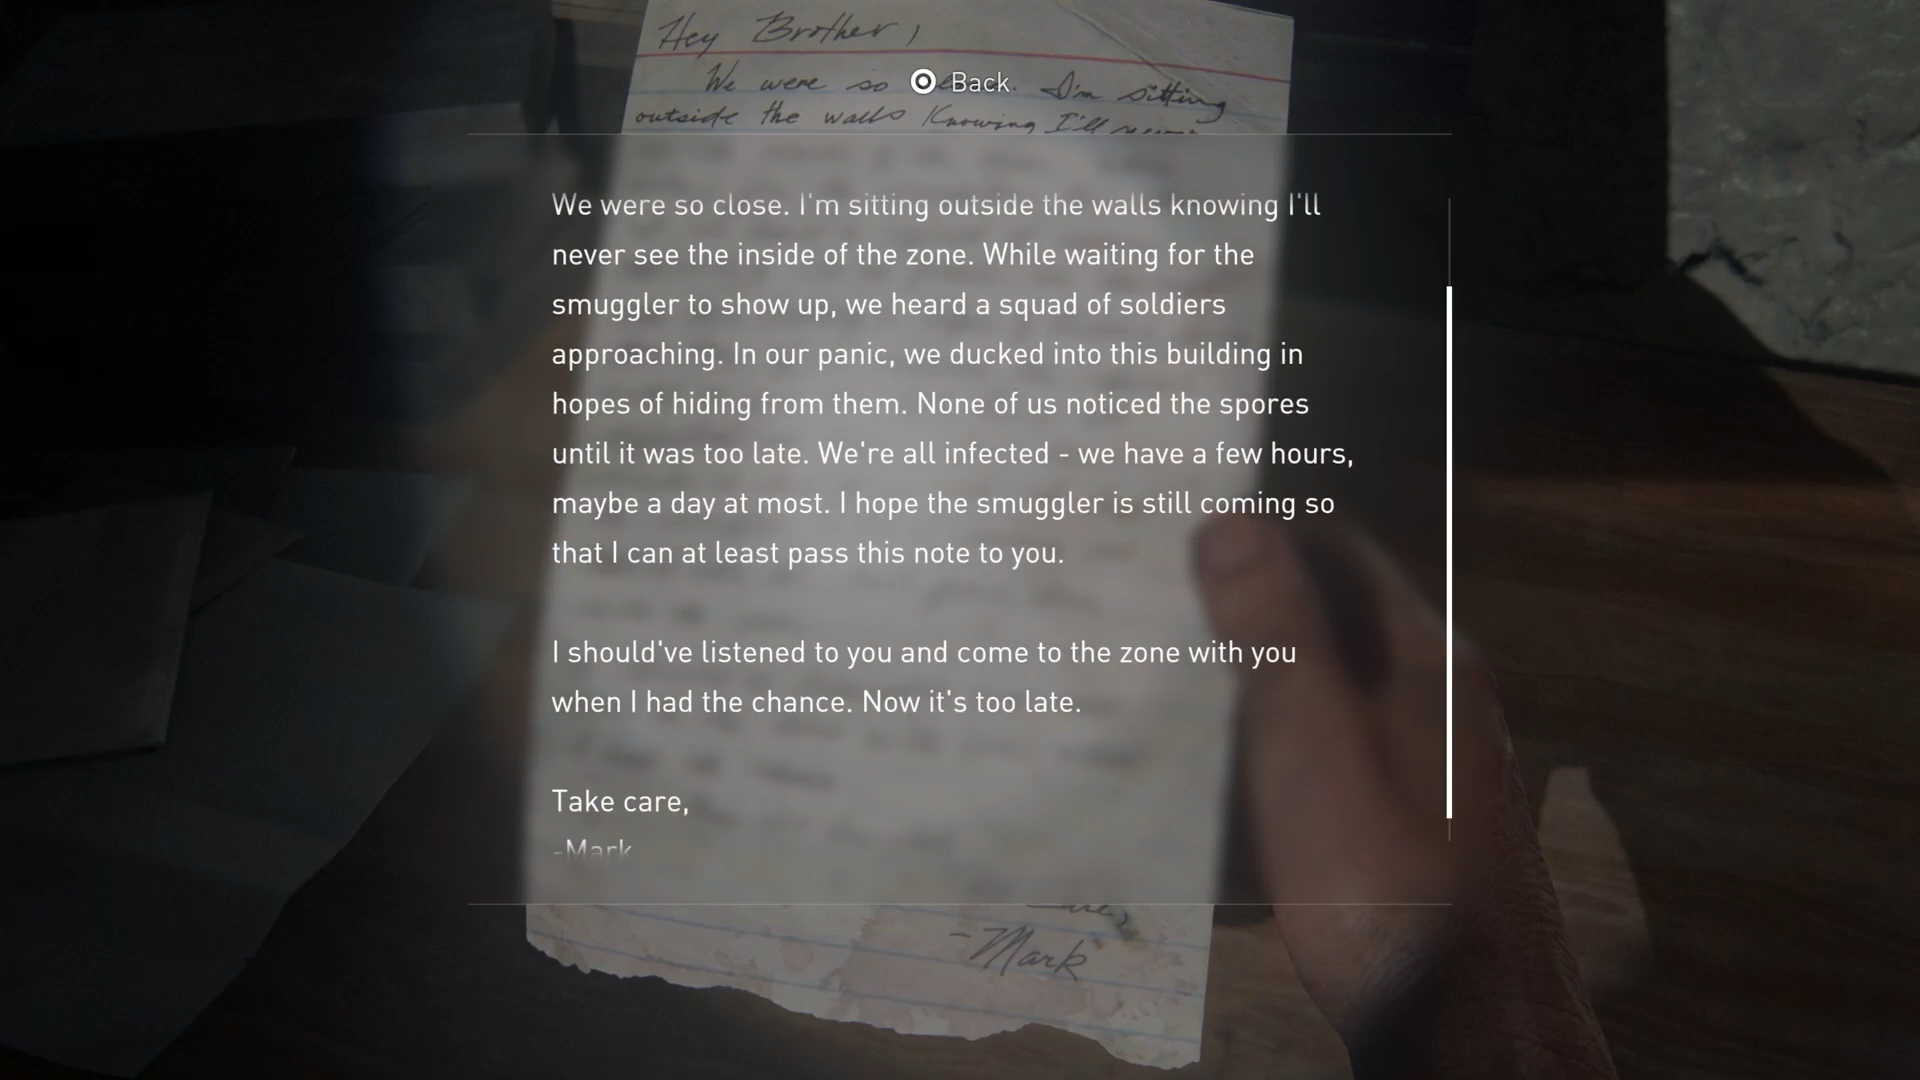 Hey Brother,
We were so
Back
I'm sitting
outside the walls Knowing I'll never
We were so close. I'm sitting outside the walls knowing I'll
never see the inside of the zone. While waiting for the
smuggler to show up, we heard a squad of soldiers
approaching. In our panic, we ducked into this building in
hopes of hiding from them. None of us noticed the spores
until it was too late. We're all infected - we have a few hours,
maybe a day at most. I hope the smuggler is still coming so
that I can at least pass this note to you.
I should've listened to you and come to the zone with you
when I had the chance. Now it's too late.
Take care,
-Mark
-Mark